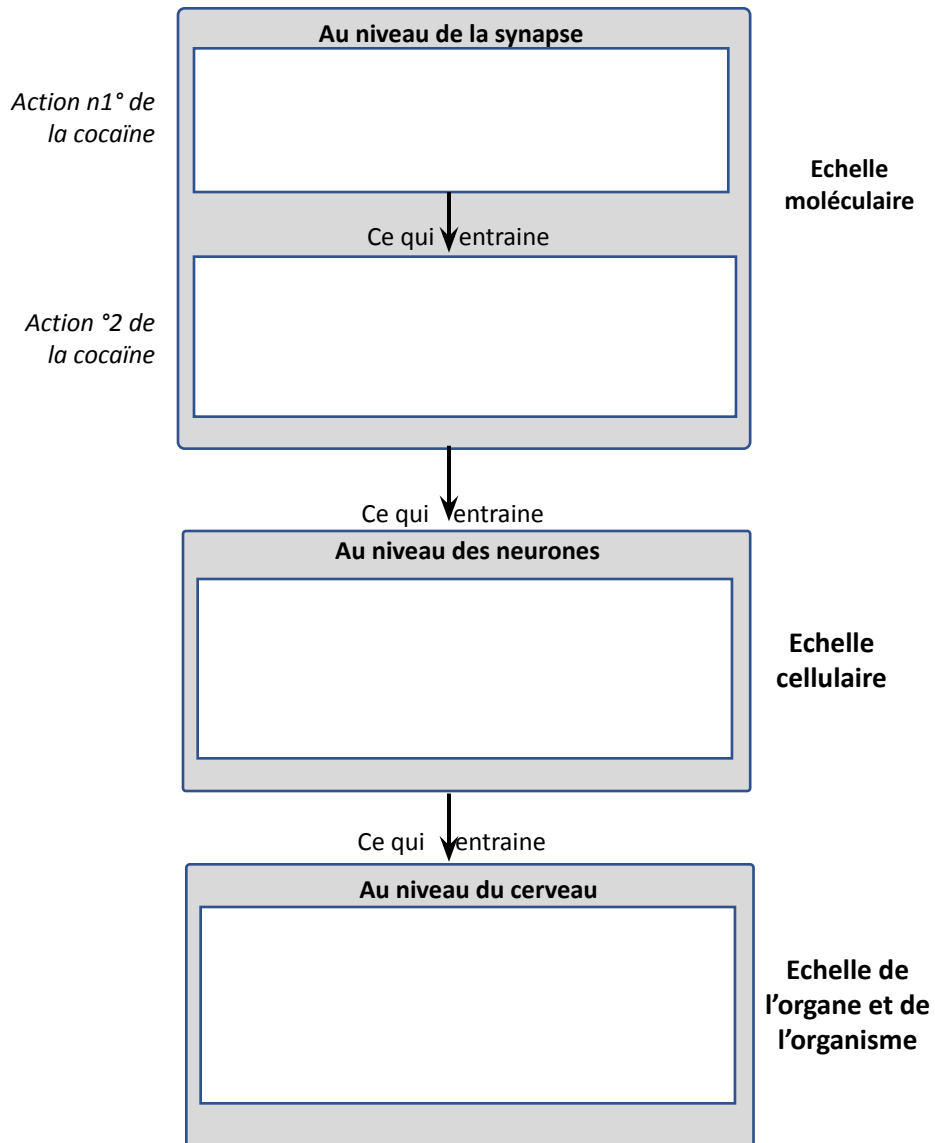 Au niveau de la synapse
Action n1° de
la cocaïne
Echelle
moléculaire
Ce qui entraine
Action °2 de
la cocaïne
Ce qui entraine
Au niveau des neurones
Echelle
cellulaire
Ce qui entraine
Au niveau du cerveau
Echelle de
l’organe et de
l’organisme